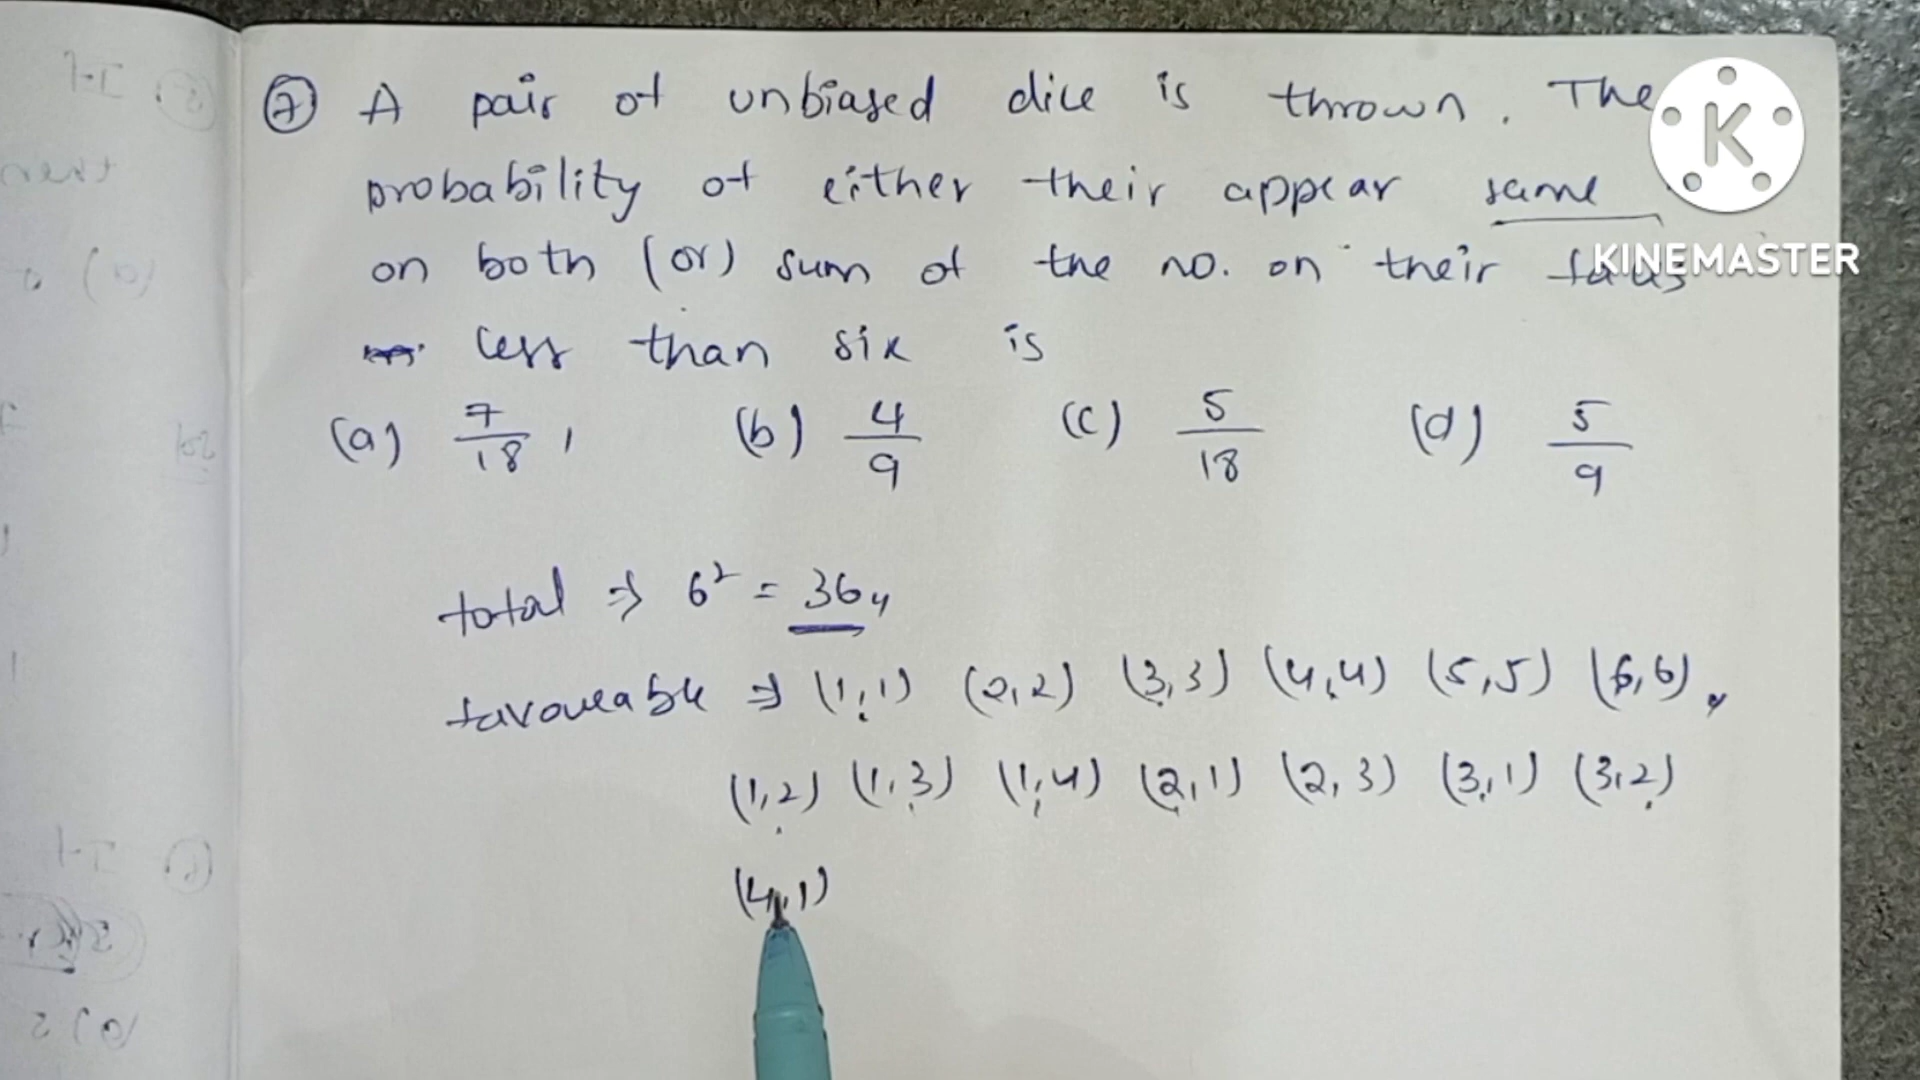 ⑦ A pair of unbiased dice is thrown. The
probability of either their appear same
on both (or) sum of the no. on their faces
less than six is
(a) 7/18, (b) 4/9 (c) 5/18 (d) 5/9
total ⇒ 6² = 36
favoureable ⇒ (1,1) (2,2) (3,3) (4,4) (5,5) (6,6),
(1,2) (1,3) (1,4) (2,1) (2,3) (3,1) (3,2)
(4,1)
K
KINEMASTER